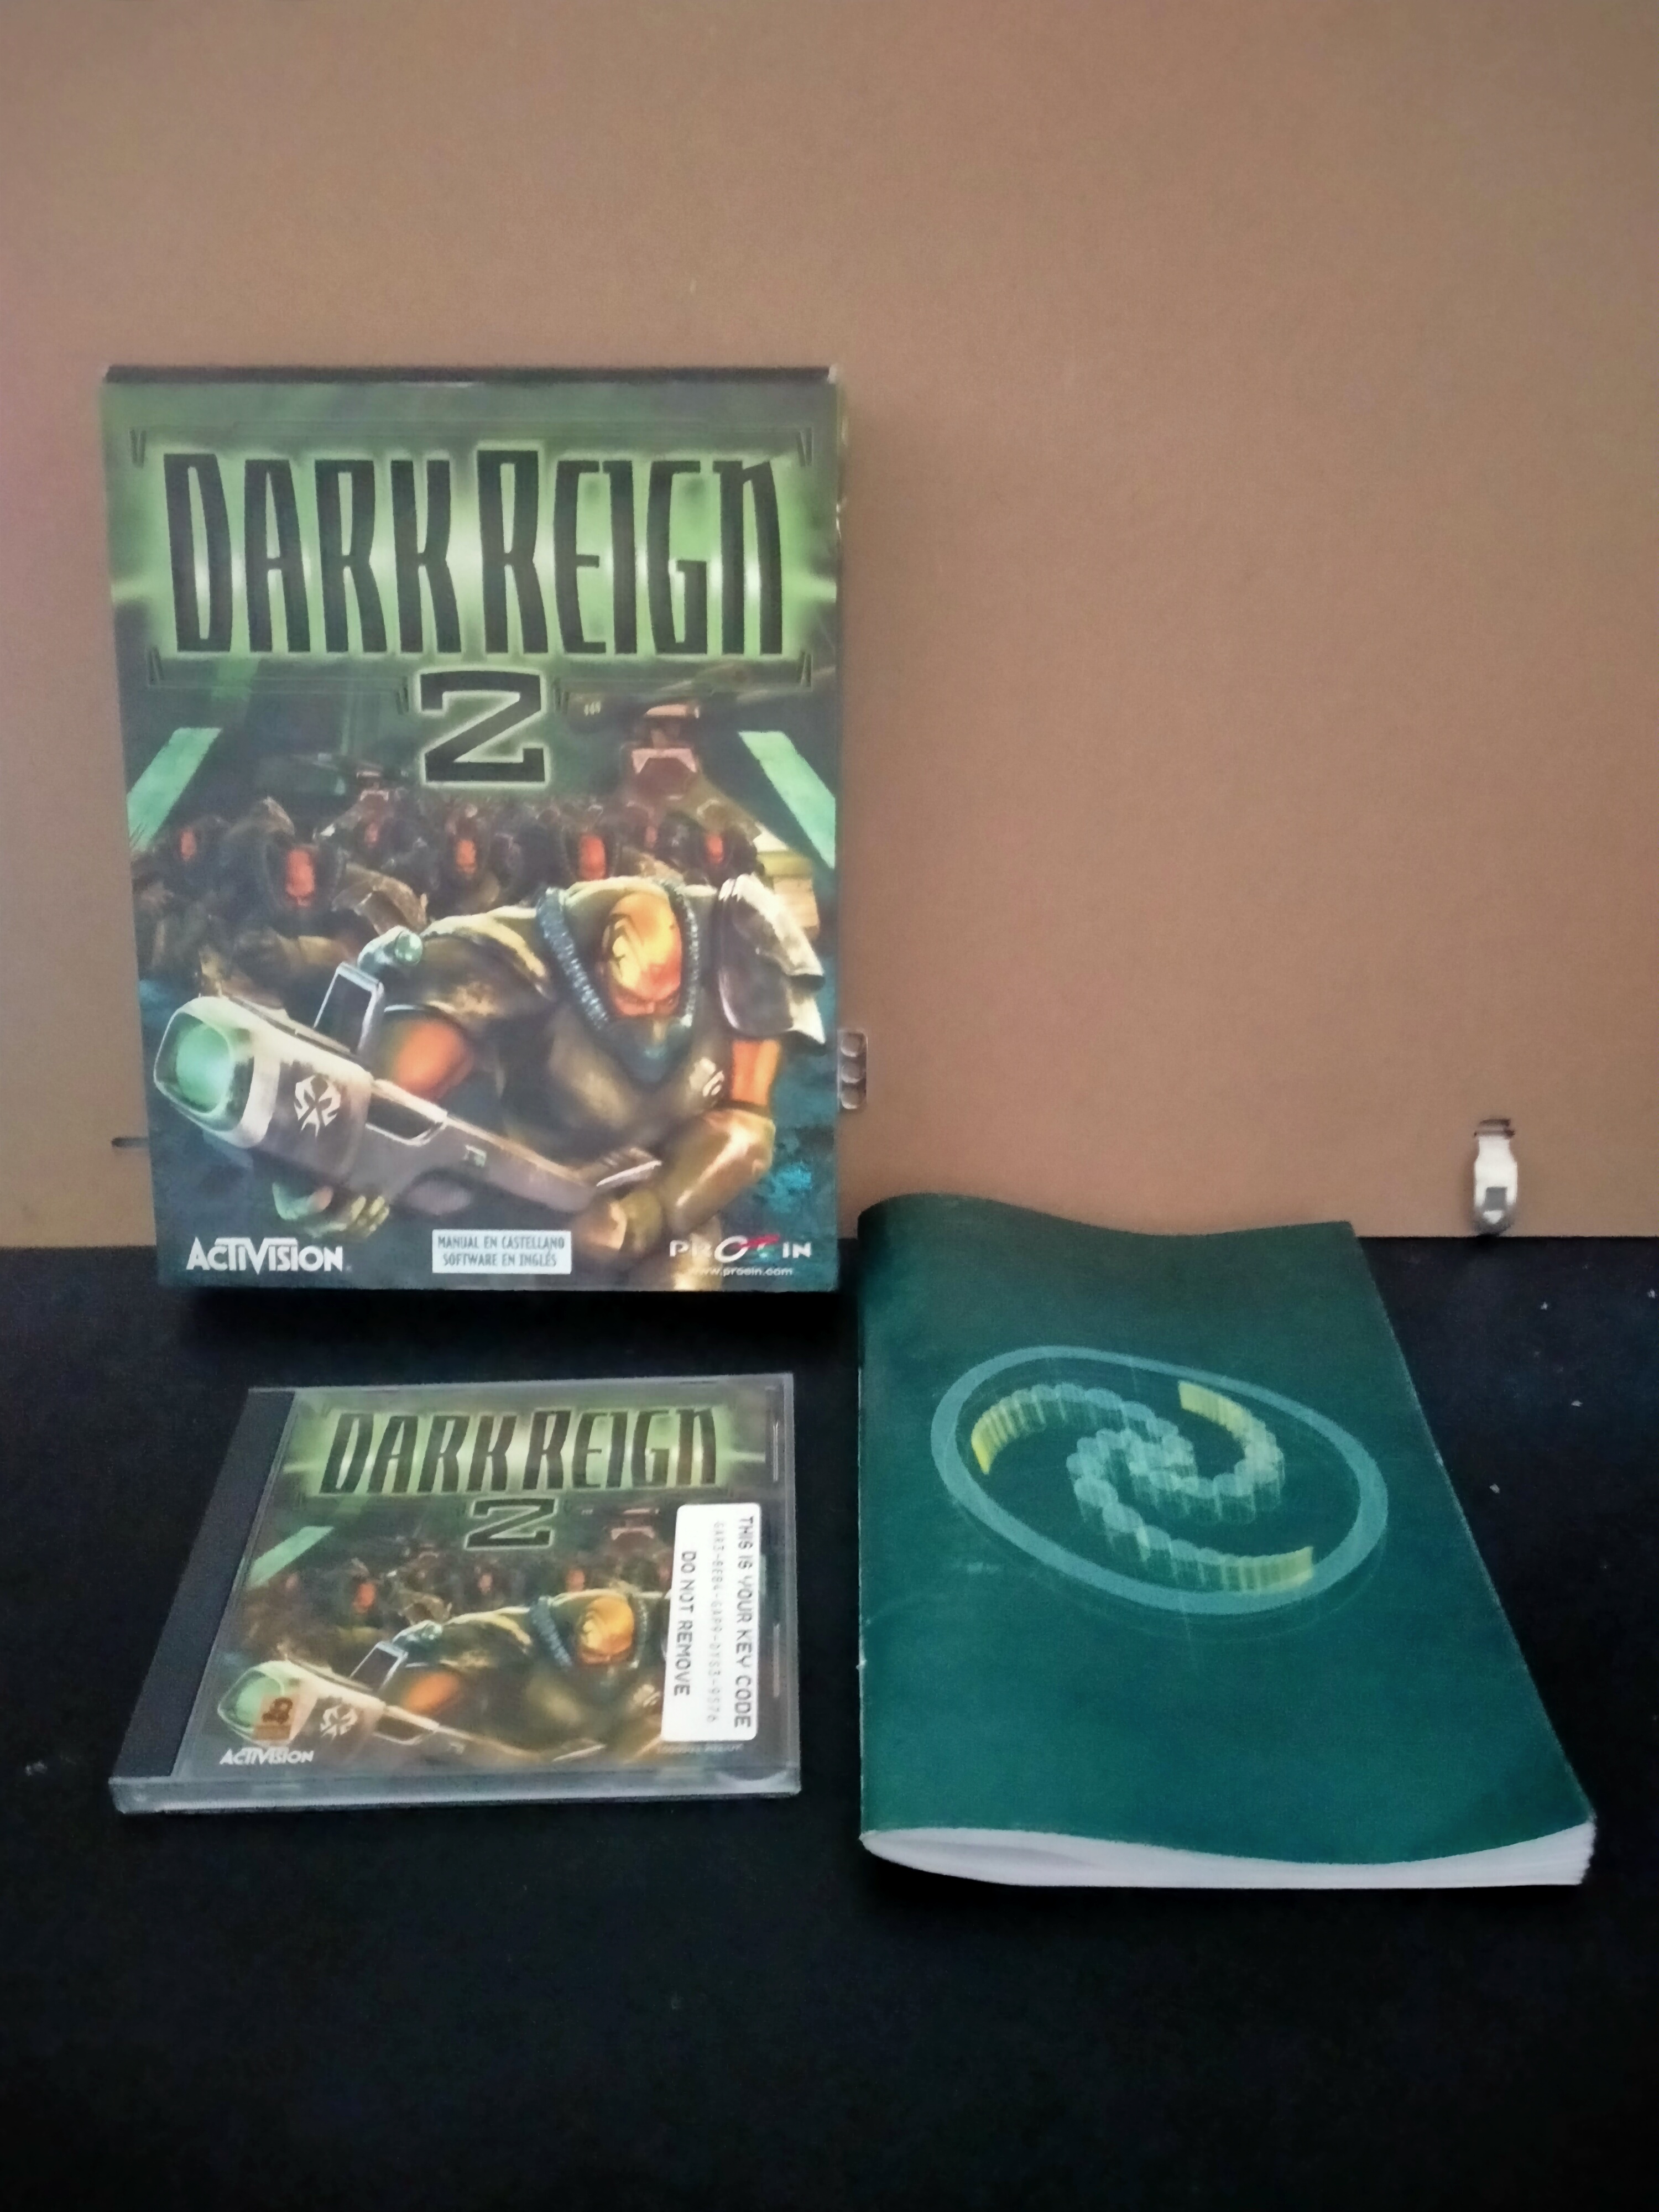 DARK REIGN
2
ACTIVISION
MANUAL EN CASTELLANO
SOFTWARE EN INGLÉS
PROEIN
www.proein.com
DARK REIGN
2
THIS IS YOUR KEY CODE
DO NOT REMOVE
ACTIVISION